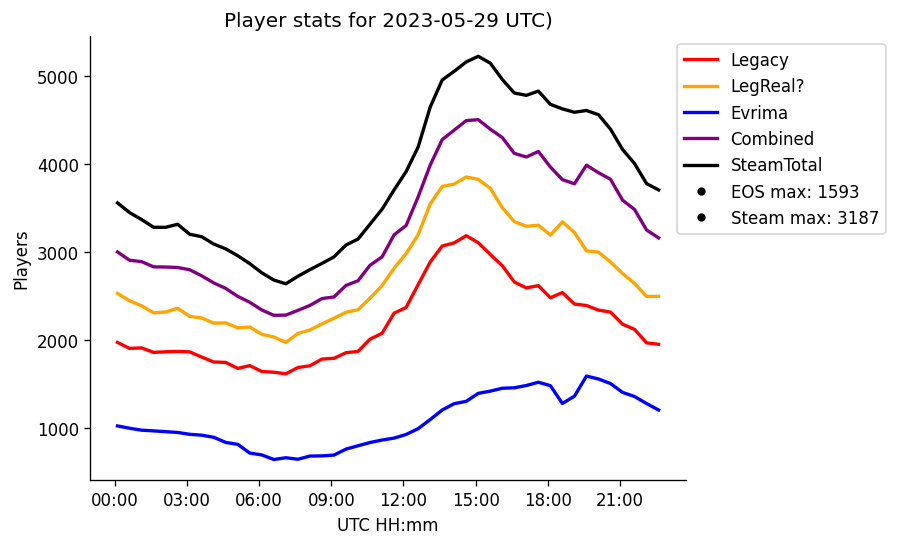 Player stats for 2023-05-29 UTC)
Legacy
LegReal?
Evrima
Combined
SteamTotal
EOS max: 1593
Steam max: 3187
Players
5000
4000
3000
2000
1000
00:00 03:00 06:00 09:00 12:00 15:00 18:00 21:00
UTC HH:mm